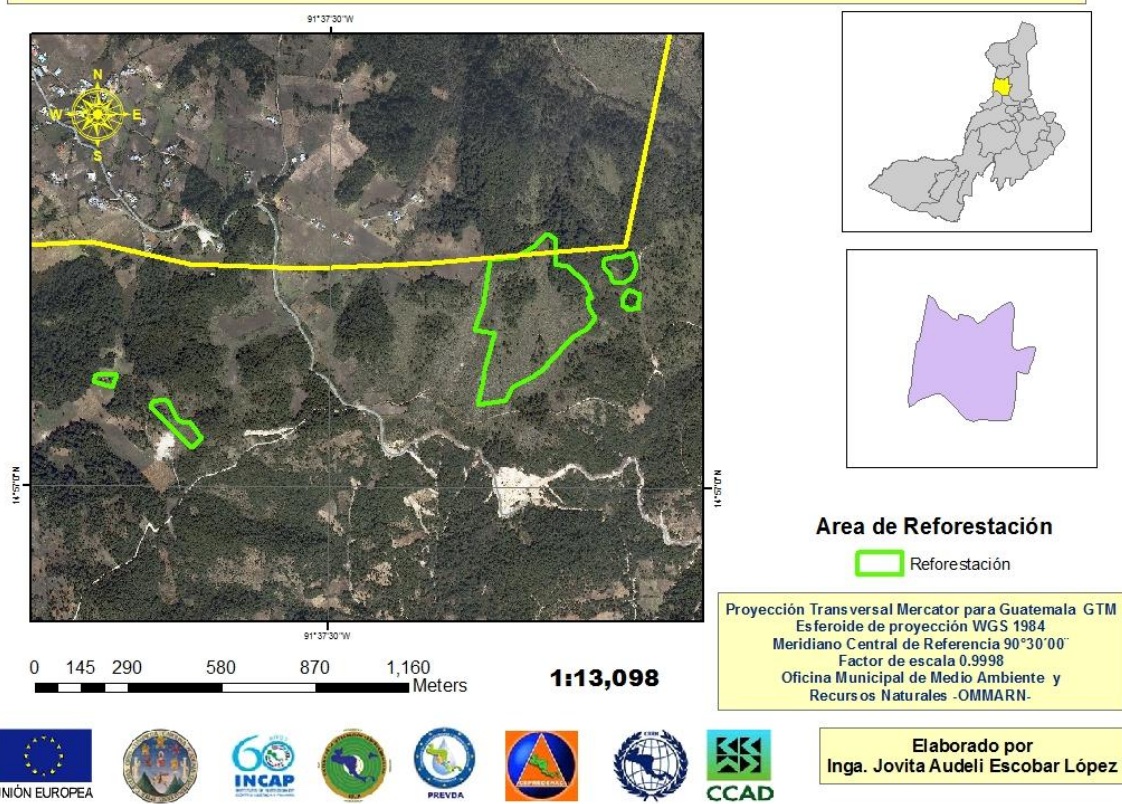 91°37'30"W
N
W
E
S
14°57'0"N
14°57'0"N
91°37'30"W
Area de Reforestación
Reforestación
Proyección Transversal Mercator para Guatemala GTM
Esferoide de proyección WGS 1984
Meridiano Central de Referencia 90°30´00¨
Factor de escala 0.9998
Oficina Municipal de Medio Ambiente y
Recursos Naturales -OMMARN-
0 145 290 580 870 1,160
Meters
1:13,098
UNIÓN EUROPEA
60
INCAP
PREVDA
CCAD
Elaborado por
Inga. Jovita Audeli Escobar López